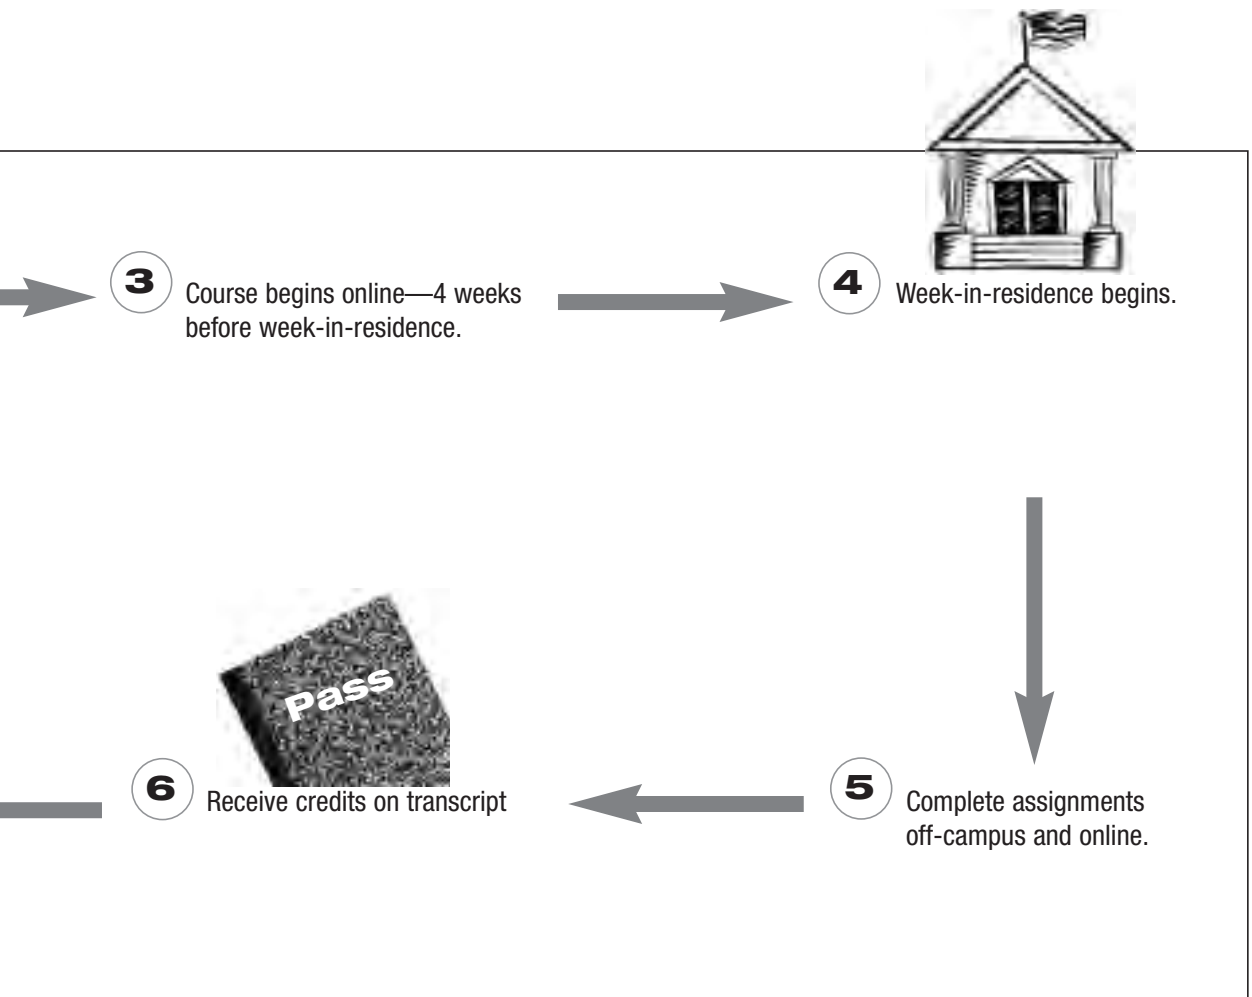 3
Course begins online—4 weeks
before week-in-residence.
4
Week-in-residence begins.
Pass
5
Complete assignments
off-campus and online.
6
Receive credits on transcript